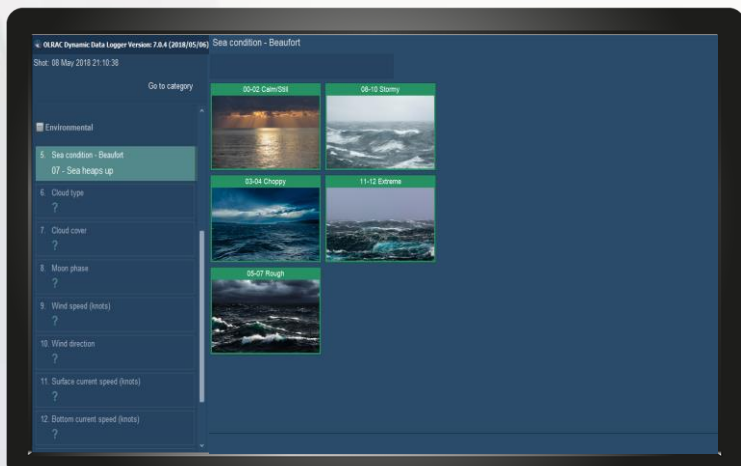 OLRAC Dynamic Data Logger Version: 7.0.4 (2018/05/06)
Shot: 08 May 2018 21:10:38
Go to category
Environmental
5. Sea condition - Beaufort
07 - Sea heaps up
6. Cloud type
?
7. Cloud cover
?
8. Moon phase
?
9. Wind speed (knots)
?
10. Wind direction
?
11. Surface current speed (knots)
?
12. Bottom current speed (knots)
?
Sea condition - Beaufort
00-02 Calm/Still
08-10 Stormy
03-04 Choppy
11-12 Extreme
05-07 Rough